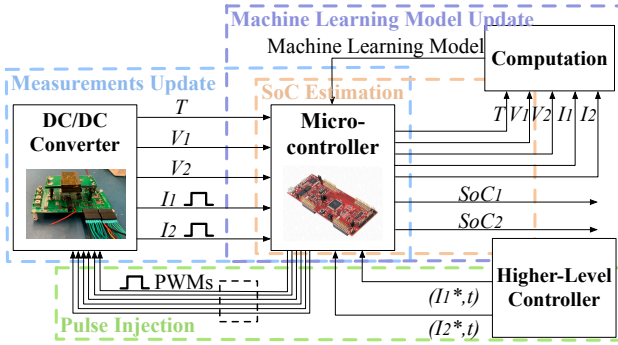 Machine Learning Model Update
Machine Learning Model
Computation
Measurements Update
SoC Estimation
DC/DC
Converter
T
V1
V2
I1
I2
Micro-
controller
T V1 V2 I1 I2
SoC1
SoC2
PWMs
Pulse Injection
(I1*,t)
(I2*,t)
Higher-Level
Controller